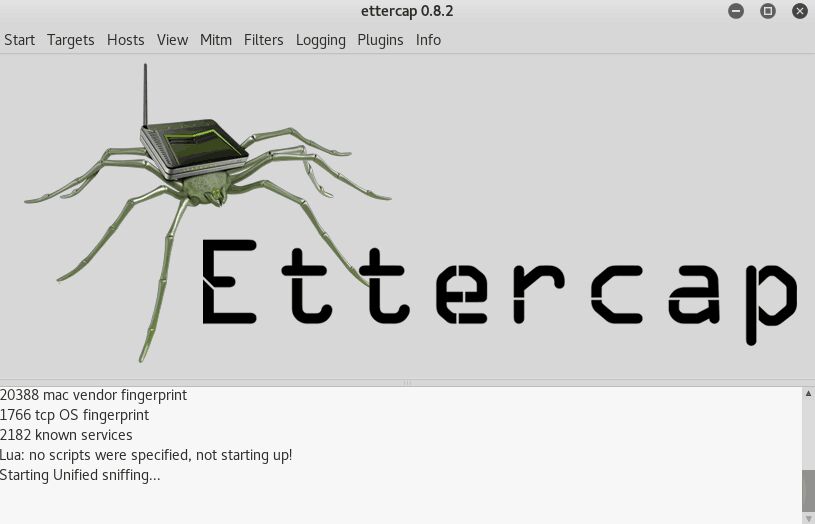 ettercap 0.8.2
Start Targets Hosts View Mitm Filters Logging Plugins Info
Ettercap
20388 mac vendor fingerprint
1766 tcp OS fingerprint
2182 known services
Lua: no scripts were specified, not starting up!
Starting Unified sniffing...